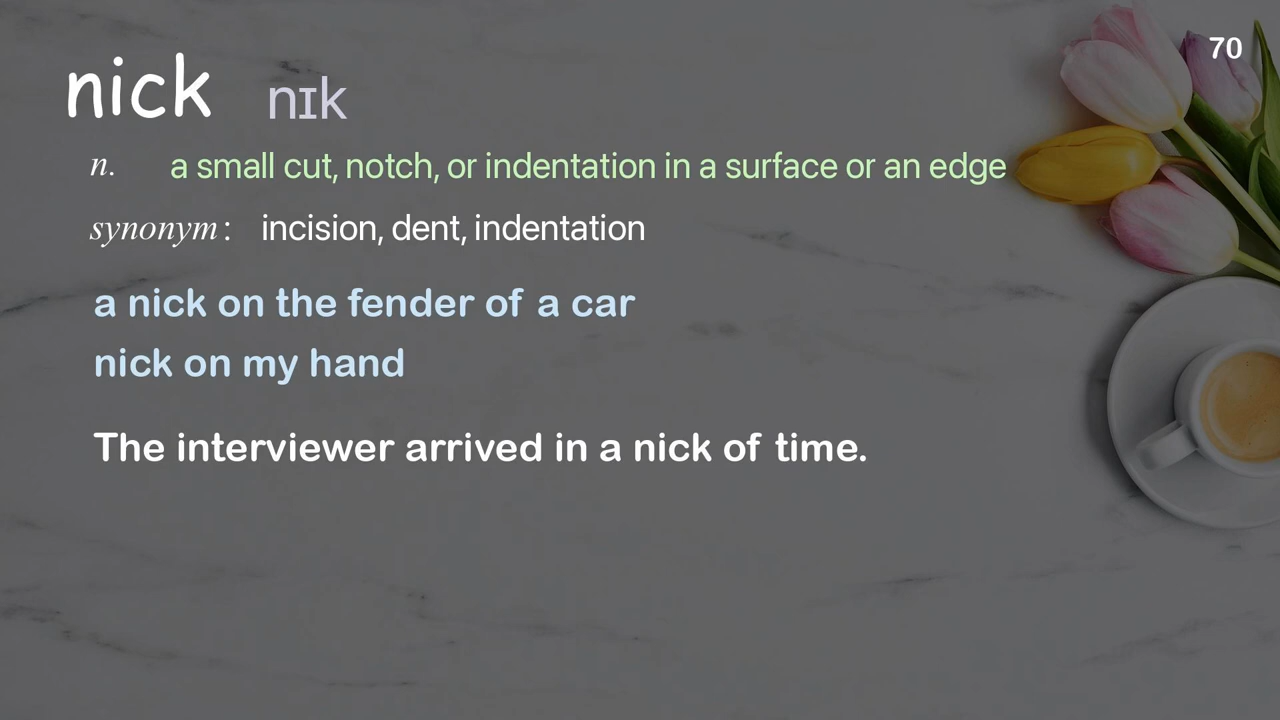 70
nick nɪk
n. a small cut, notch, or indentation in a surface or an edge
synonym : incision, dent, indentation
a nick on the fender of a car
nick on my hand
The interviewer arrived in a nick of time.